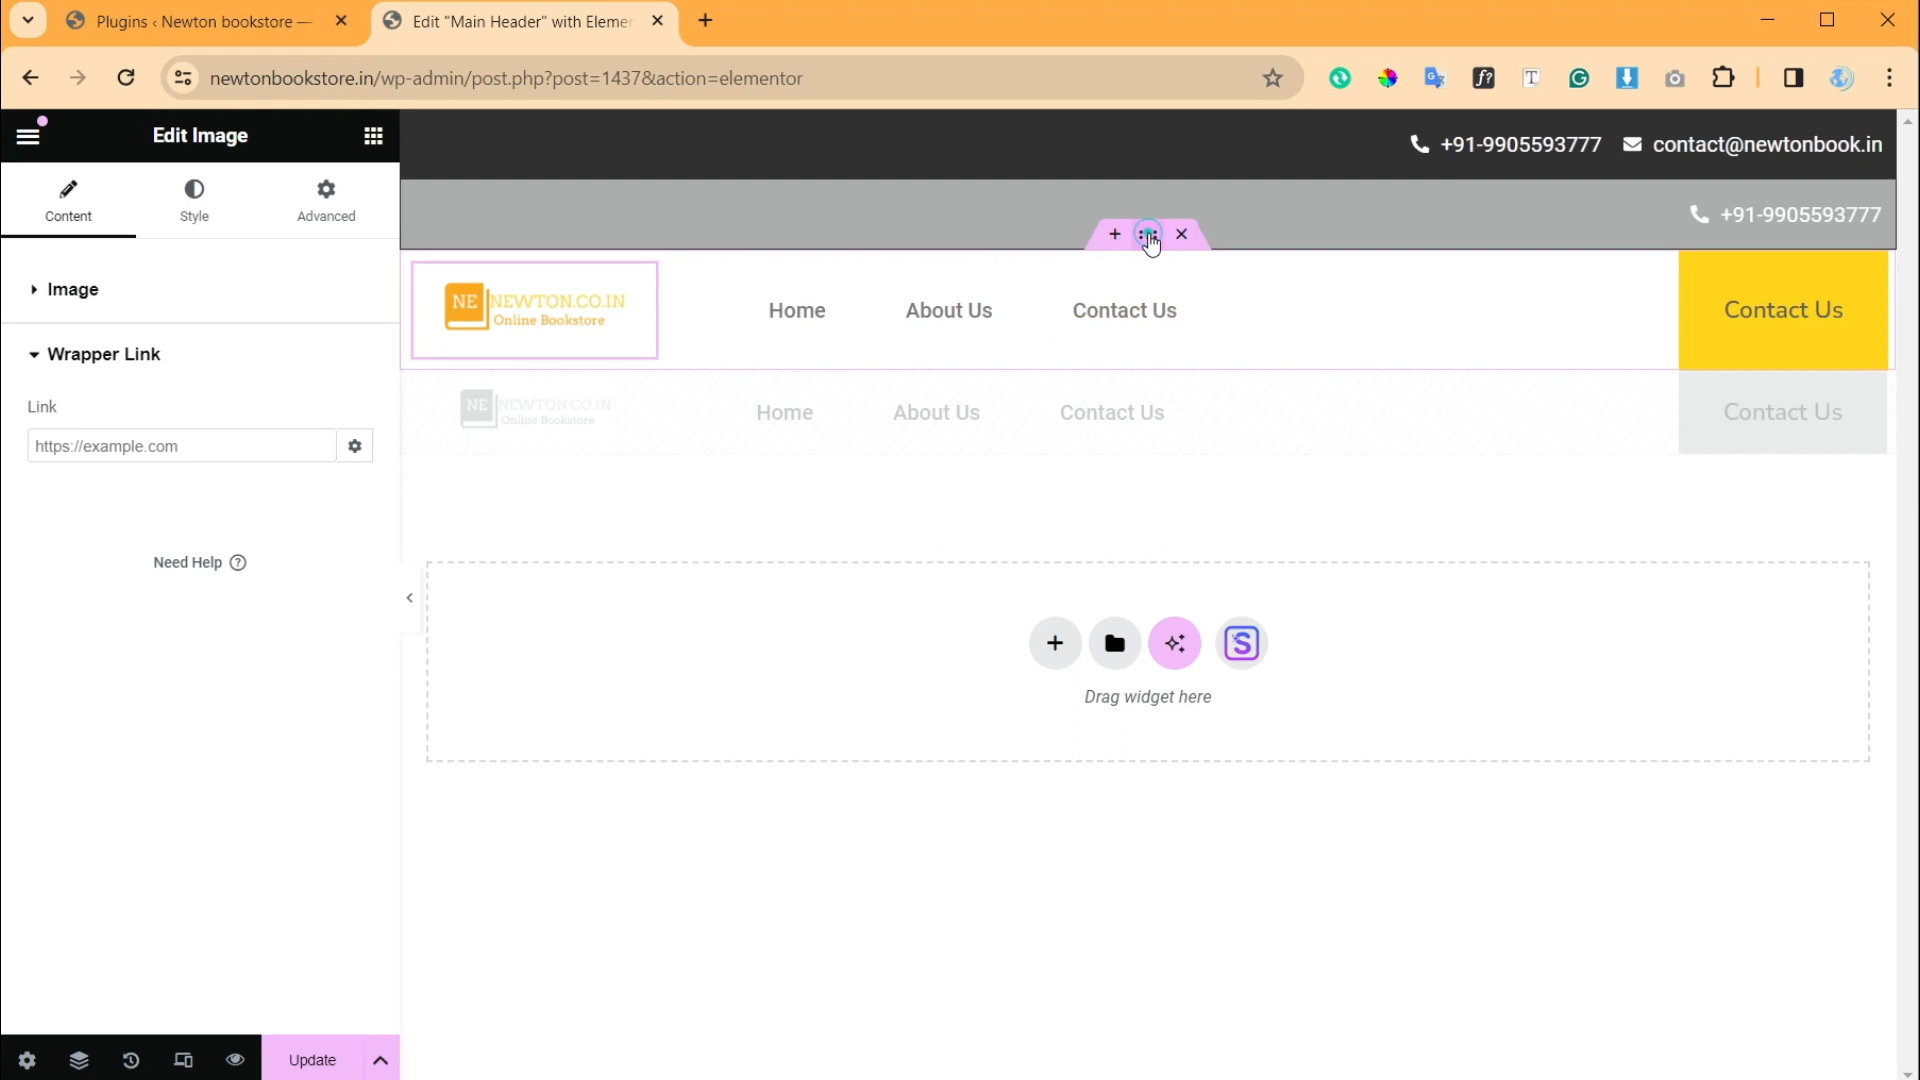 Plugins ‹ Newton bookstore —
Edit "Main Header" with Elemer
newtonbookstore.in/wp-admin/post.php?post=1437&action=elementor
Edit Image
+91-9905593777
contact@newtonbook.in
Content
Style
Advanced
+91-9905593777
Image
NE NEWTON.CO.IN
Online Bookstore
Home
About Us
Contact Us
Contact Us
Wrapper Link
NE NEWTON.CO.IN
Online Bookstore
Home
About Us
Contact Us
Contact Us
Link
https://example.com
Need Help
Drag widget here
Update